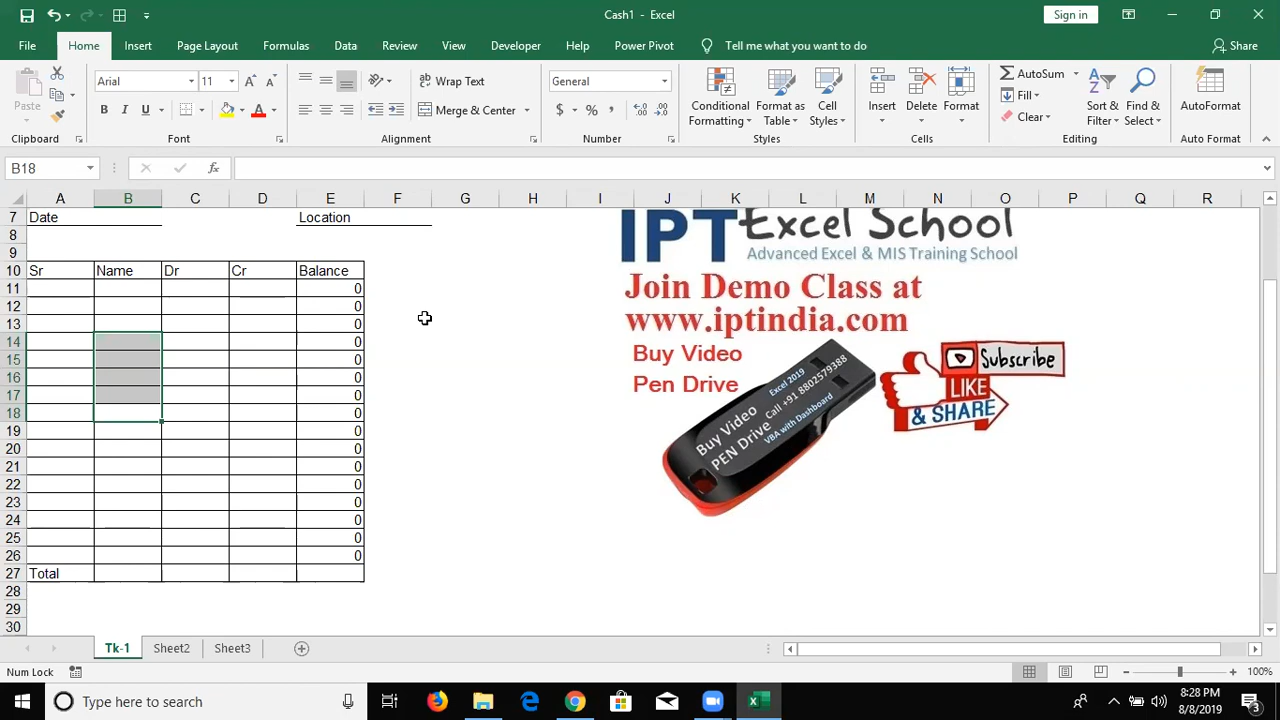 Cash1 - Excel
Sign in
File Home Insert Page Layout Formulas Data Review View Developer Help Power Pivot Tell me what you want to do Share
Paste
Clipboard
Arial 11
B I U
Font
Wrap Text
Merge & Center
Alignment
General
$ % ,
Number
Conditional Formatting
Format as Table
Cell Styles
Styles
Insert
Delete
Format
Cells
AutoSum
Fill
Clear
Sort & Filter
Find & Select
Editing
AutoFormat
Auto Format
B18
fx
A B C D E F G H I J K L M N O P Q R
7 Date Location
8
9
10 Sr Name Dr Cr Balance
11 0
12 0
13 0
14 0
15 0
16 0
17 0
18 0
19 0
20 0
21 0
22 0
23 0
24 0
25 0
26 0
27 Total
28
29
30
IPT Excel School
Advanced Excel & MIS Training School
Join Demo Class at
www.iptindia.com
Buy Video
Pen Drive
Buy Video
PEN Drive
Excel 2019
Call +91 8802579388
VBA with Dashboard
Subscribe
LIKE
& SHARE
Tk-1 Sheet2 Sheet3
Num Lock
100%
Type here to search
8:28 PM
8/8/2019
3